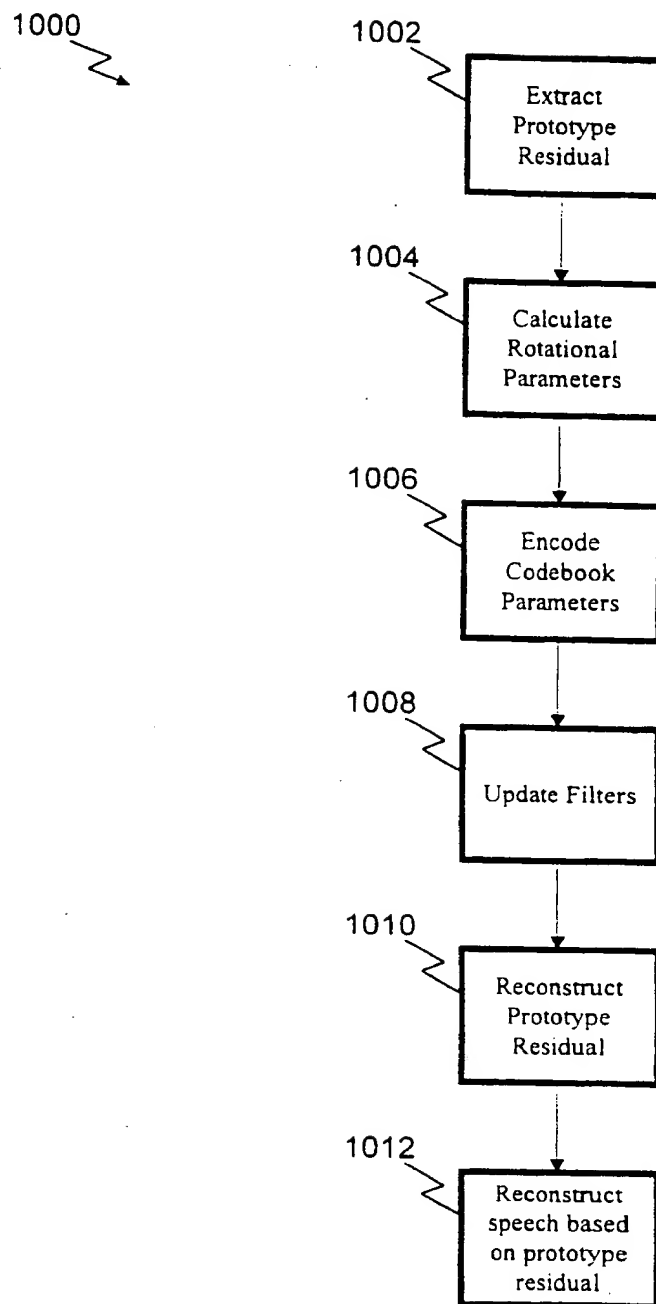 1000
1002
Extract
Prototype
Residual
1004
Calculate
Rotational
Parameters
1006
Encode
Codebook
Parameters
1008
Update Filters
1010
Reconstruct
Prototype
Residual
1012
Reconstruct
speech based
on prototype
residual